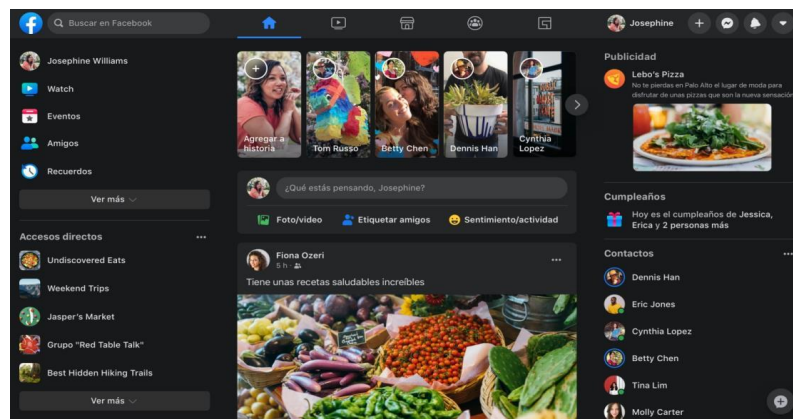 Buscar en Facebook
Josephine
Josephine Williams
Watch
Eventos
Amigos
Recuerdos
Ver más
Accesos directos
Undiscovered Eats
Weekend Trips
Jasper's Market
Grupo "Red Table Talk"
Best Hidden Hiking Trails
Ver más
Agregar a
historia
Tom Russo
Betty Chen
Dennis Han
Cynthia
Lopez
¿Qué estás pensando, Josephine?
Foto/video
Etiquetar amigos
Sentimiento/actividad
Fiona Ozeri
5 h ·
Tiene unas recetas saludables increíbles
Publicidad
Lebo's Pizza
No te pierdas en Palo Alto el lugar de moda para
disfrutar de unas pizzas que son la nueva sensación
Cumpleaños
Hoy es el cumpleaños de Jessica,
Erica y 2 personas más
Contactos
Dennis Han
Eric Jones
Cynthia Lopez
Betty Chen
Tina Lim
Molly Carter